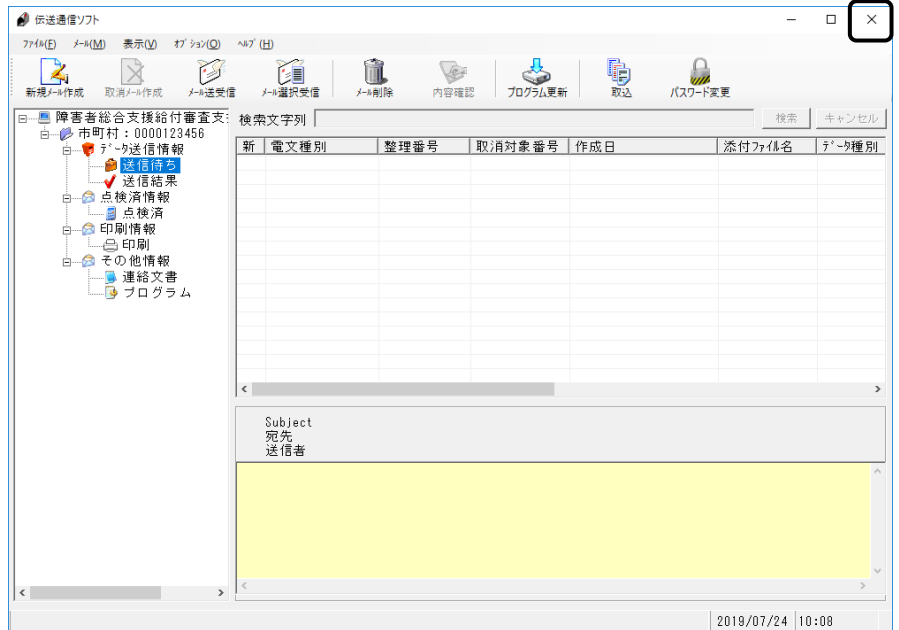 伝送通信ソフト
ファイル(F) メール(M) 表示(V) オプション(O) ヘルプ(H)
新規メール作成 取消メール作成 メール送受信 メール選択受信 メール削除 内容確認 プログラム更新 取込 パスワード変更
障害者総合支援給付審査支
市町村：0000123456
データ送信情報
送信待ち
送信結果
点検済情報
点検済
印刷情報
印刷
その他情報
連絡文書
プログラム
検索文字列 検索 キャンセル
新 電文種別 整理番号 取消対象番号 作成日 添付ファイル名 データ種別
Subject
宛先
送信者
2019/07/24 10:08